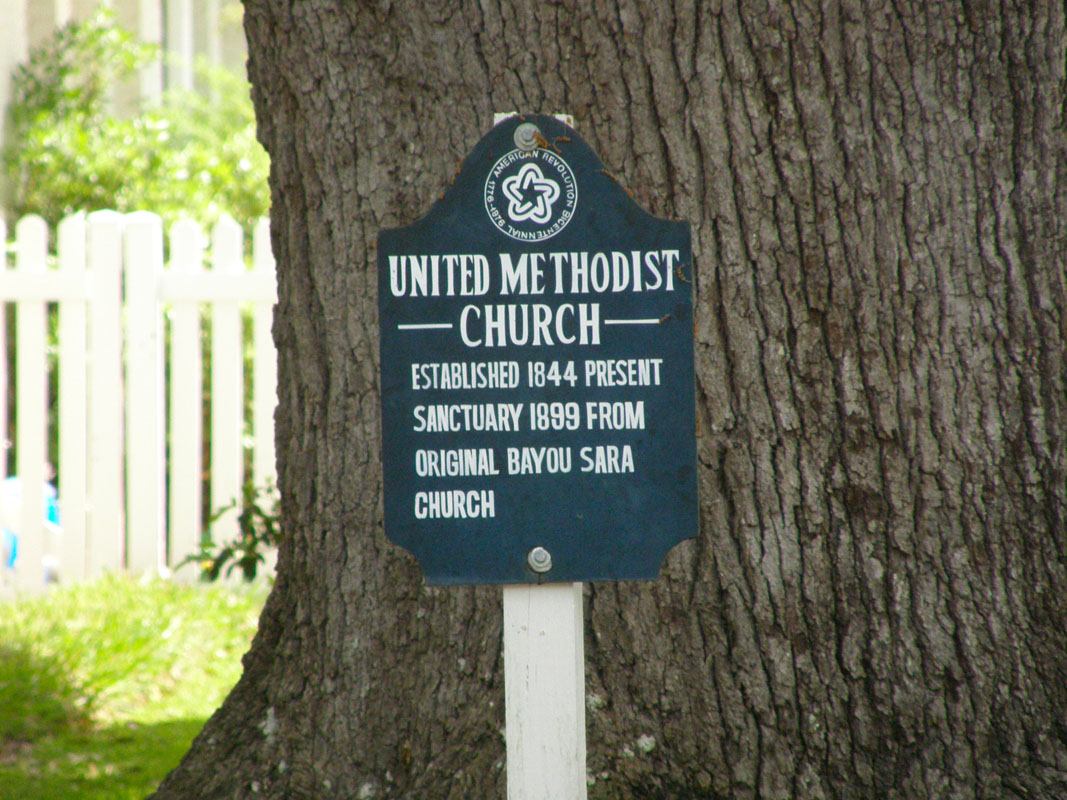 AMERICAN REVOLUTION BICENTENNIAL 1776-1976
UNITED METHODIST
CHURCH
ESTABLISHED 1844 PRESENT
SANCTUARY 1899 FROM
ORIGINAL BAYOU SARA
CHURCH